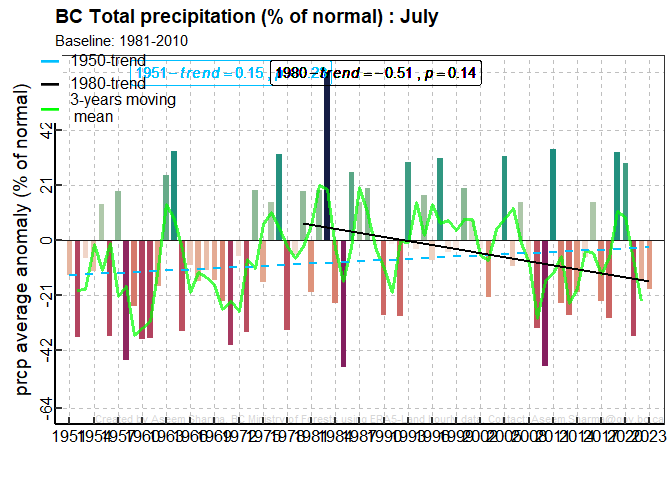 BC Total precipitation (% of normal) : July
Baseline: 1981-2010
1950-trend
1980-trend
3-years moving
mean
1951−trend = 0.15 , p
1980−trend = −0.51 , p = 0.14
prcp average anomaly (% of normal)
42
21
0
-21
-42
-64
1951 1954 1957 1960 1963 1966 1969 1972 1975 1978 1981 1984 1987 1990 1993 1996 1999 2002 2005 2008 2011 2014 2017 2020 2023